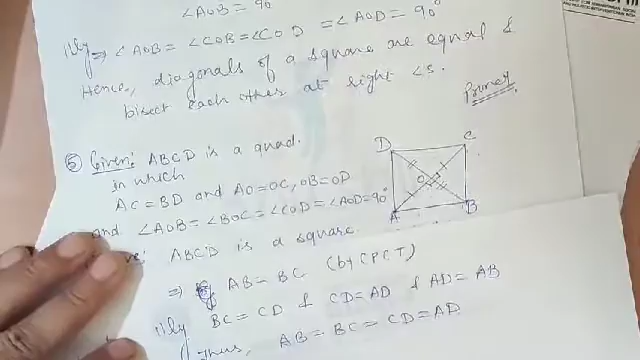 ∠AOB = 90°
|||ly ⇒ ∠AOB = ∠COB = ∠COD = ∠AOD = 90°
Hence, diagonals of a square are equal &
bisect each other at right ∠s.
Proved
⑤ Given: ABCD is a quad.
in which
AC = BD and AO = OC, OB = OD
and ∠AOB = ∠BOC = ∠COD = ∠AOD = 90°
D C
O
A B
ABCD is a square.
⇒ AB = BC (by CPCT)
|||ly BC = CD & CD = AD & AD = AB
Thus, AB = BC = CD = AD